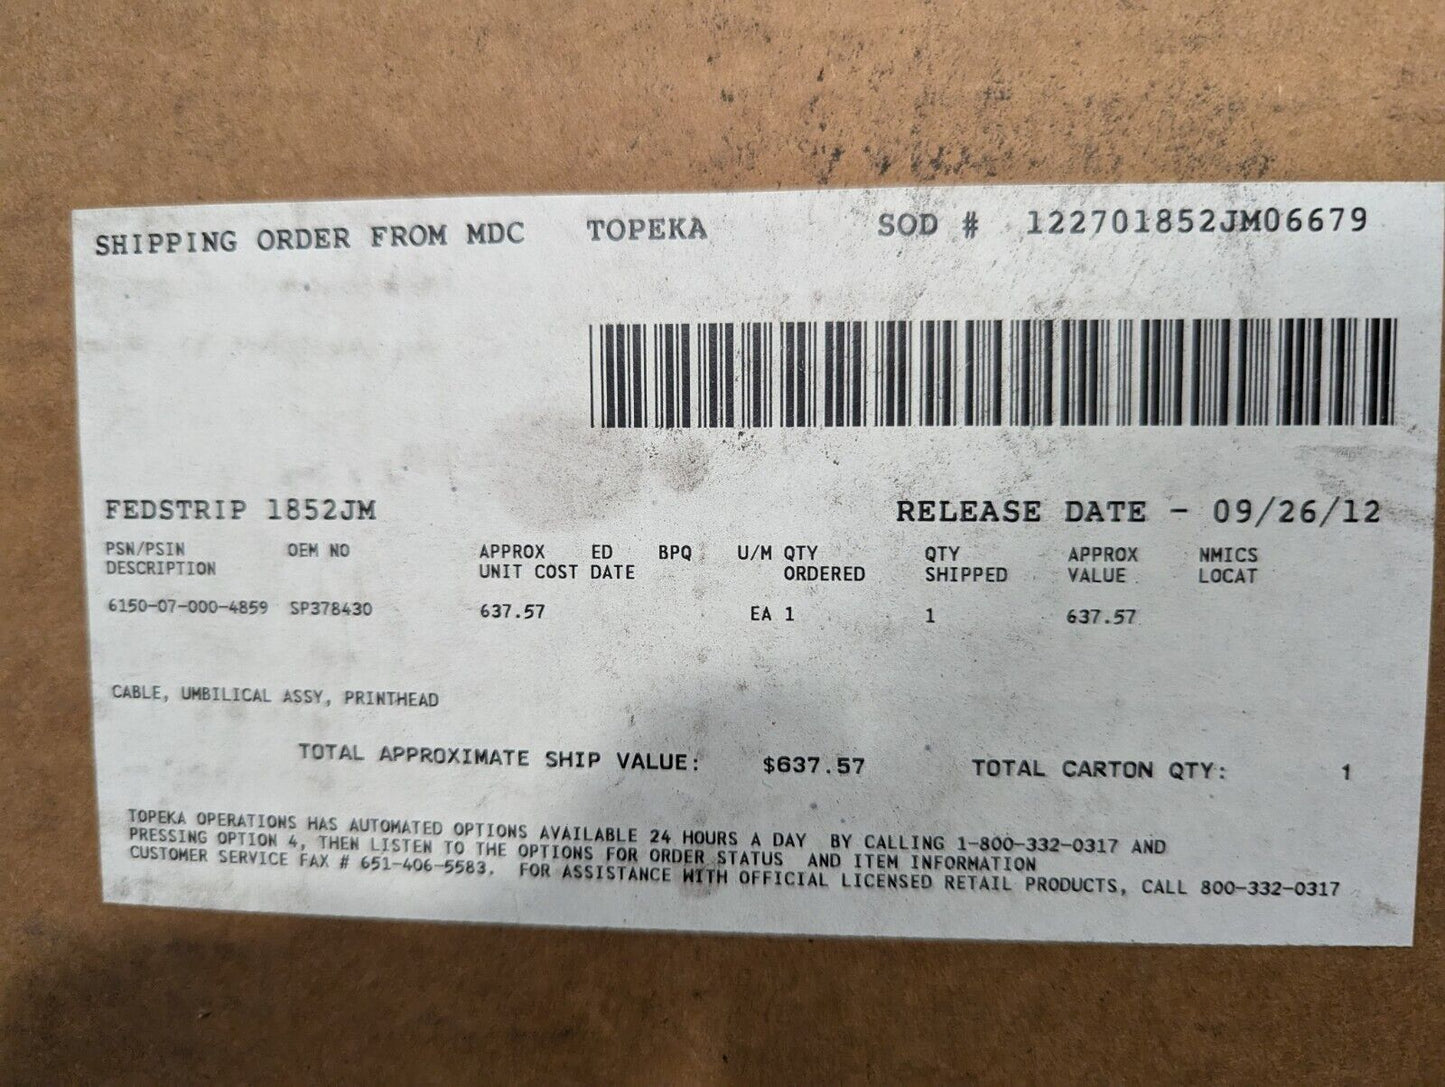 SHIPPING ORDER FROM MDC TOPEKA SOD # 122701852JM06679
FEDSTRIP 1852JM RELEASE DATE - 09/26/12
PSN/PSIN OEM NO APPROX ED BPQ U/M QTY QTY APPROX NMICS
DESCRIPTION UNIT COST DATE ORDERED SHIPPED VALUE LOCAT
6150-07-000-4859 SP378430 637.57 EA 1 1 637.57
CABLE, UMBILICAL ASSY, PRINTHEAD
TOTAL APPROXIMATE SHIP VALUE: $637.57 TOTAL CARTON QTY: 1
TOPEKA OPERATIONS HAS AUTOMATED OPTIONS AVAILABLE 24 HOURS A DAY BY CALLING 1-800-332-0317 AND
PRESSING OPTION 4, THEN LISTEN TO THE OPTIONS FOR ORDER STATUS AND ITEM INFORMATION
CUSTOMER SERVICE FAX # 651-406-5583. FOR ASSISTANCE WITH OFFICIAL LICENSED RETAIL PRODUCTS, CALL 800-332-0317